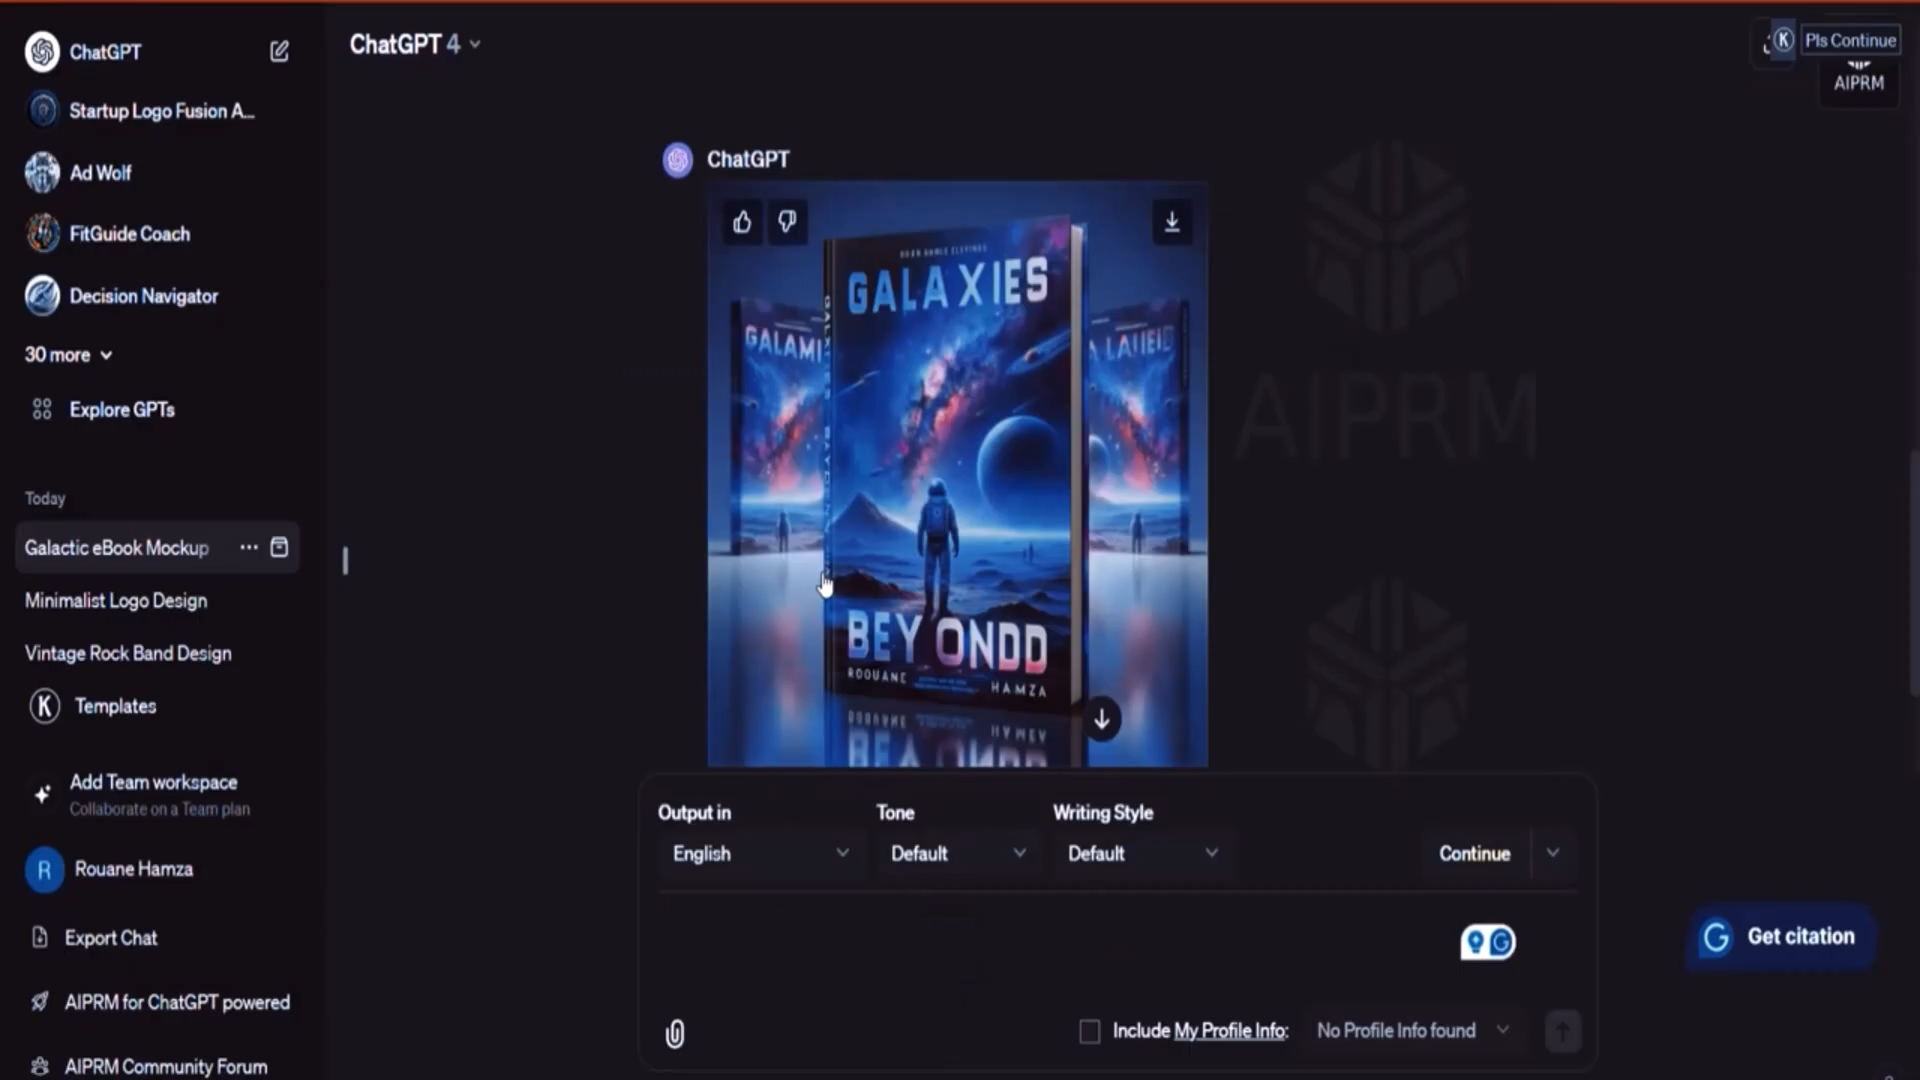 ChatGPT
Startup Logo Fusion A...
Ad Wolf
FitGuide Coach
Decision Navigator
30 more
Explore GPTs
Today
Galactic eBook Mockup
Minimalist Logo Design
Vintage Rock Band Design
K Templates
Add Team workspace
Collaborate on a Team plan
R Rouane Hamza
Export Chat
AIPRM for ChatGPT powered
AIPRM Community Forum
ChatGPT 4
K Pls Continue
AIPRM
ChatGPT
GALAXIES
GALAMI
BEYONDD
ROOUANE HAMZA
AIPRM
Output in
Tone
Writing Style
English
Default
Default
Continue
Get citation
Include My Profile Info:
No Profile Info found